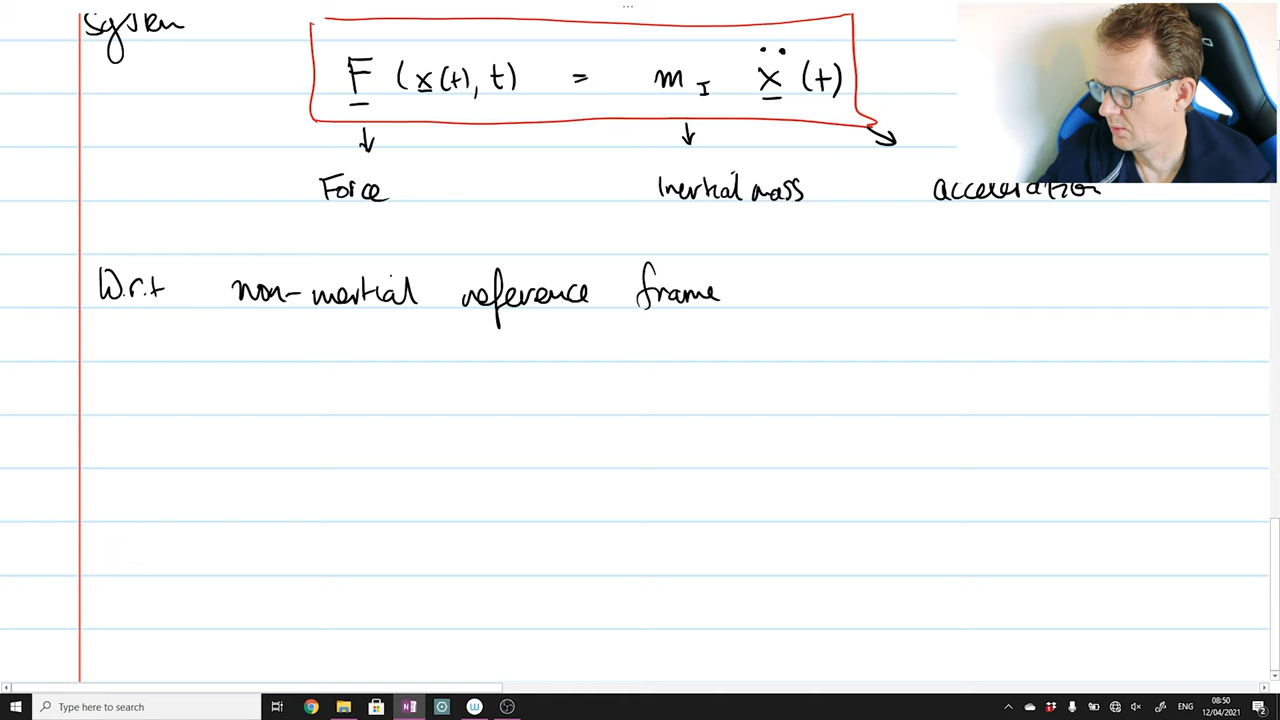 system
F (x(t), t) = m_I ẍ (t)
Force Inertial mass acceleration
W.r.t non-inertial reference frame
Type here to search
ENG
08:50
12/04/2021
2